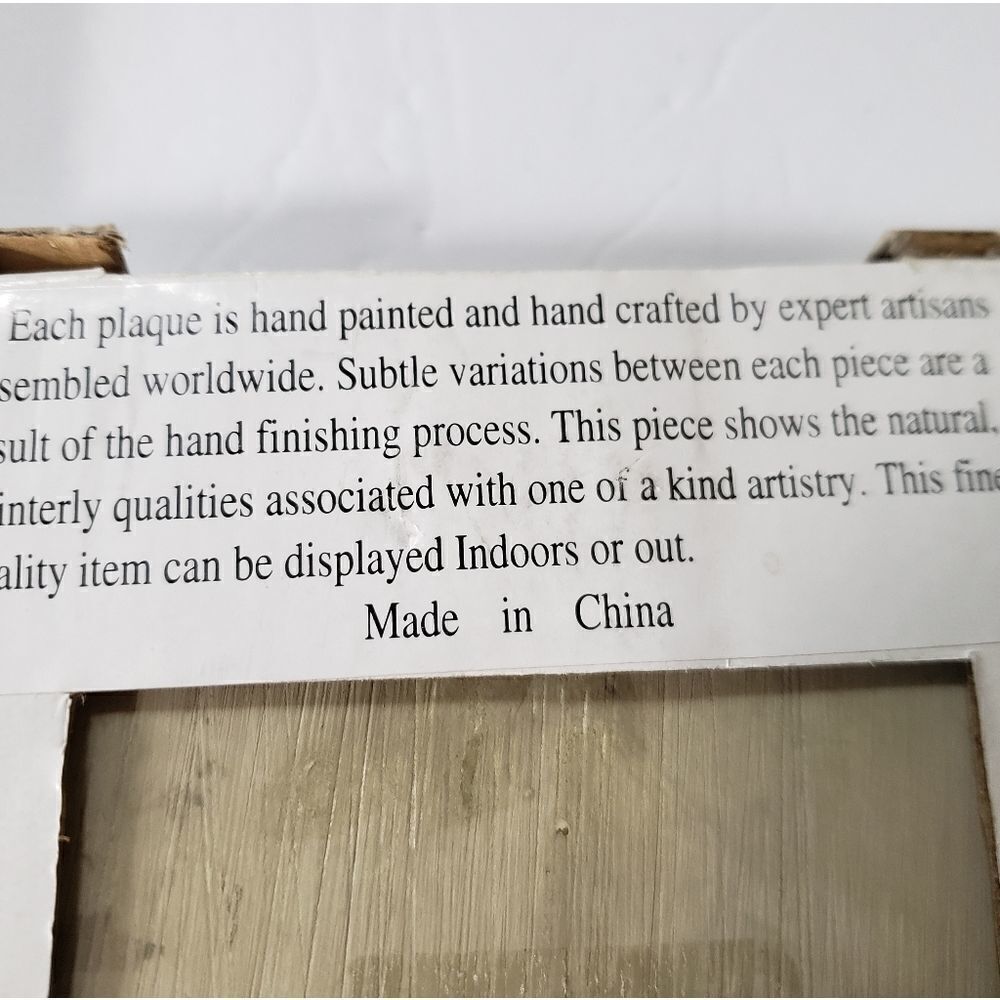 Each plaque is hand painted and hand crafted by expert artisans
sembled worldwide. Subtle variations between each piece are a
sult of the hand finishing process. This piece shows the natural,
interly qualities associated with one of a kind artistry. This fine
ality item can be displayed Indoors or out.
Made in China